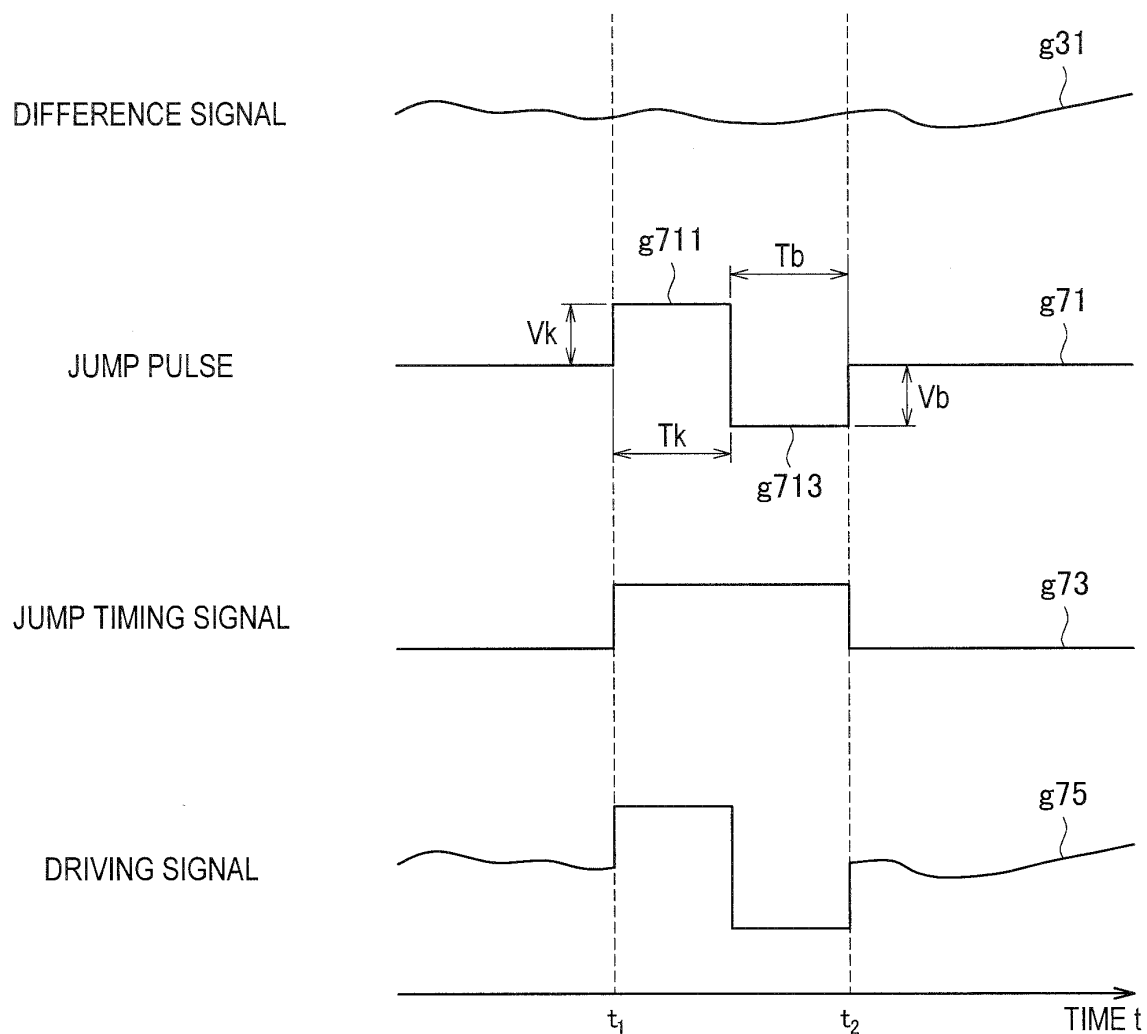 g31
DIFFERENCE SIGNAL
g711
Tb
g71
Vk
JUMP PULSE
Vb
Tk
g713
g73
JUMP TIMING SIGNAL
g75
DRIVING SIGNAL
t1 t2 TIME t